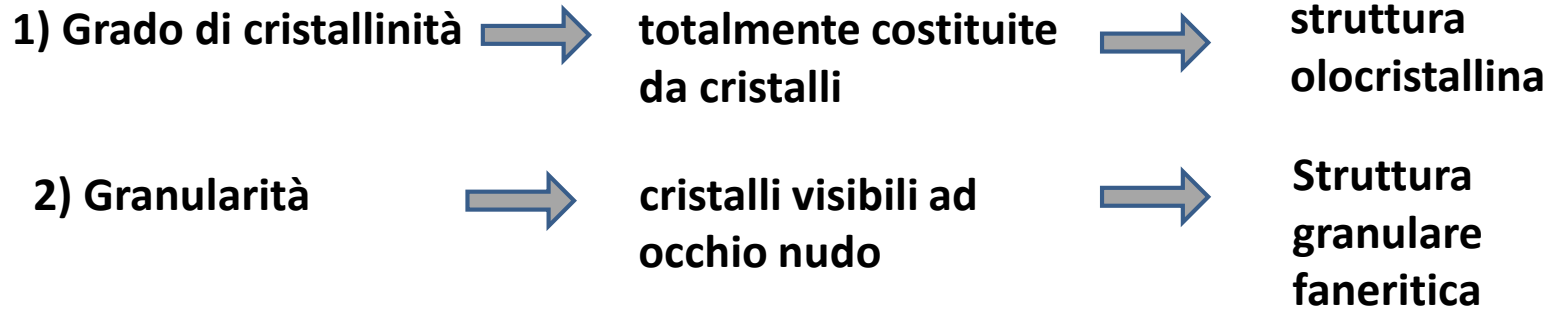 1) Grado di cristallinità
totalmente costituite
da cristalli
struttura
olocristallina
2) Granularità
cristalli visibili ad
occhio nudo
Struttura
granulare
faneritica